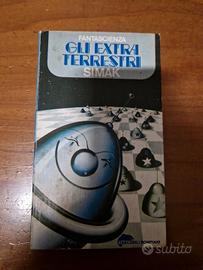 FANTASCIENZA
GLI EXTRA
TERRESTRI
SIMAK
subito